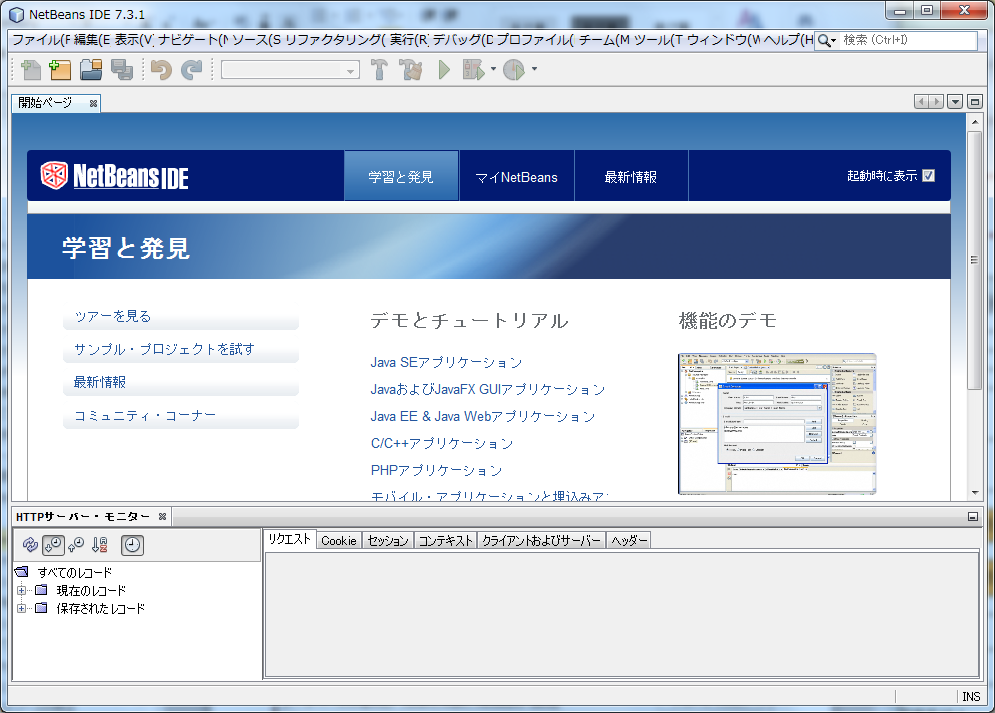 NetBeans IDE 7.3.1
ファイル(F 編集(E 表示(V) ナビゲート(N ソース(S リファクタリング( 実行(R) デバッグ(D プロファイル( チーム(M ツール(T ウィンドウ(W ヘルプ(H 検索 (Ctrl+I)
開始ページ
NetBeans IDE 学習と発見 マイNetBeans 最新情報 起動時に表示
学習と発見
ツアーを見る
サンプル・プロジェクトを試す
最新情報
コミュニティ・コーナー
デモとチュートリアル
Java SEアプリケーション
JavaおよびJavaFX GUIアプリケーション
Java EE & Java Webアプリケーション
C/C++アプリケーション
PHPアプリケーション
モバイル・アプリケーションと埋込みア
機能のデモ
HTTPサーバー・モニター
すべてのレコード
現在のレコード
保存されたレコード
リクエスト Cookie セッション コンテキスト クライアントおよびサーバー ヘッダー
INS